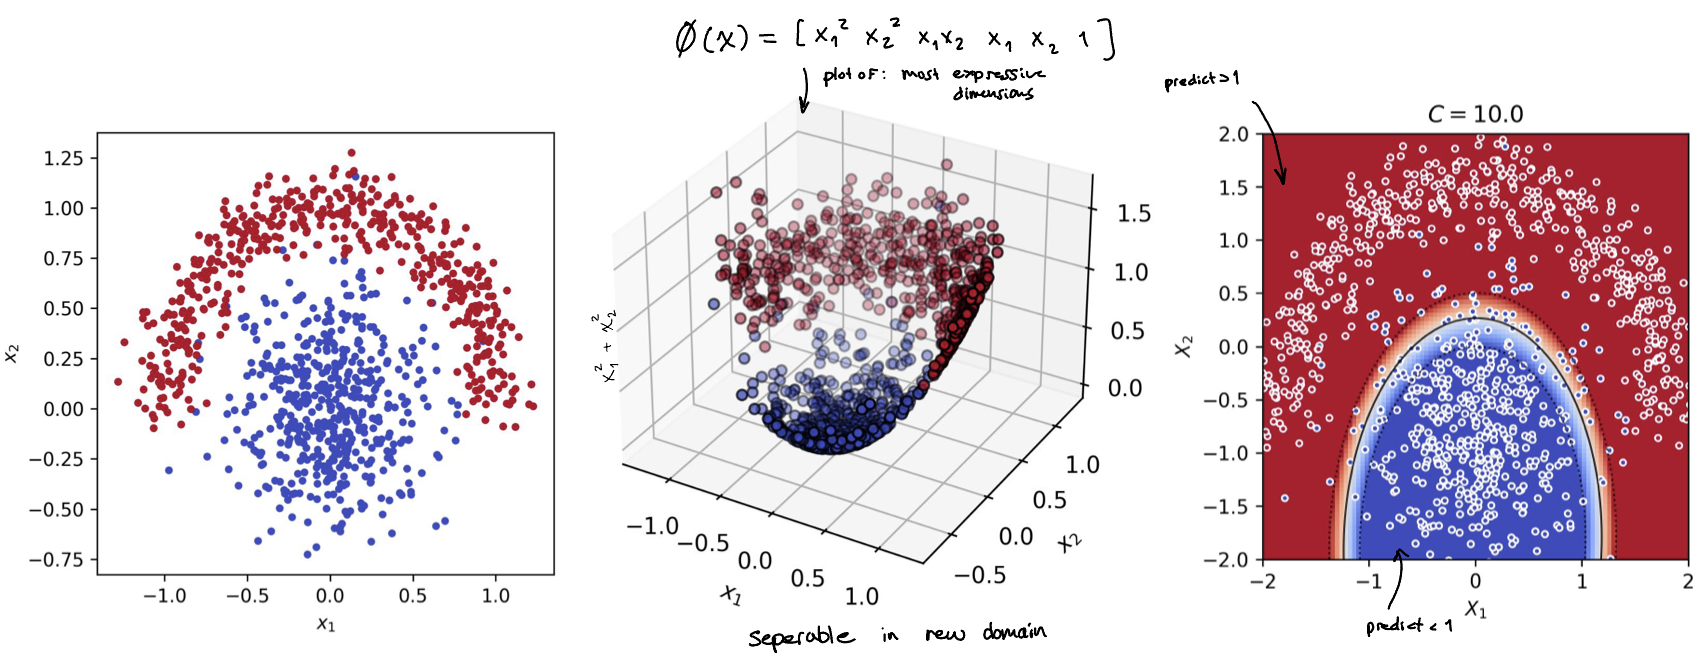 ∅(x) = [ x₁² x₂² x₁x₂ x₁ x₂ 1 ]
plot of: most expressive
dimensions
predict > 1
C = 10.0
1.25
1.00
0.75
0.50
0.25
0.00
−0.25
−0.50
−0.75
x₂
−1.0 −0.5 0.0 0.5 1.0
x₁
x₁² + x₂²
1.5
1.0
0.5
0.0
−1.0
−0.5
0.0
0.5
1.0
x₁
1.0
0.5
0.0
−0.5
x₂
seperable in new domain
2.0
1.5
1.0
0.5
0.0
−0.5
−1.0
−1.5
−2.0
X₂
−2 −1 0 1 2
X₁
predict < 1